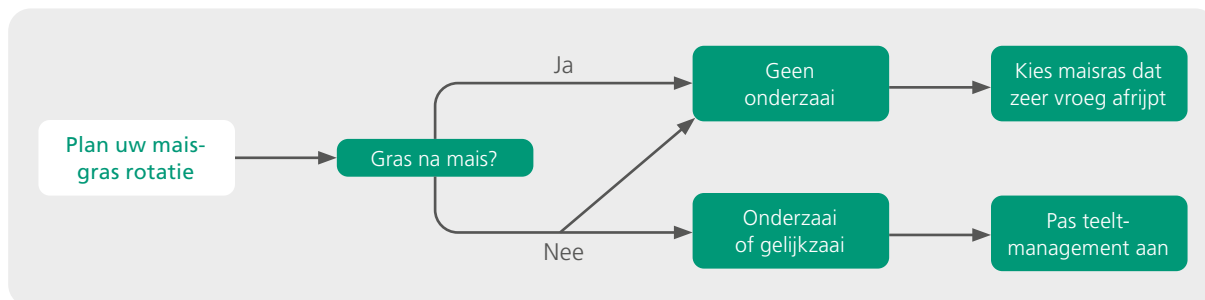 Plan uw mais-
gras rotatie
Gras na mais?
Ja
Nee
Geen
onderzaai
Kies maisras dat
zeer vroeg afrijpt
Onderzaai
of gelijkzaai
Pas teelt-
management aan